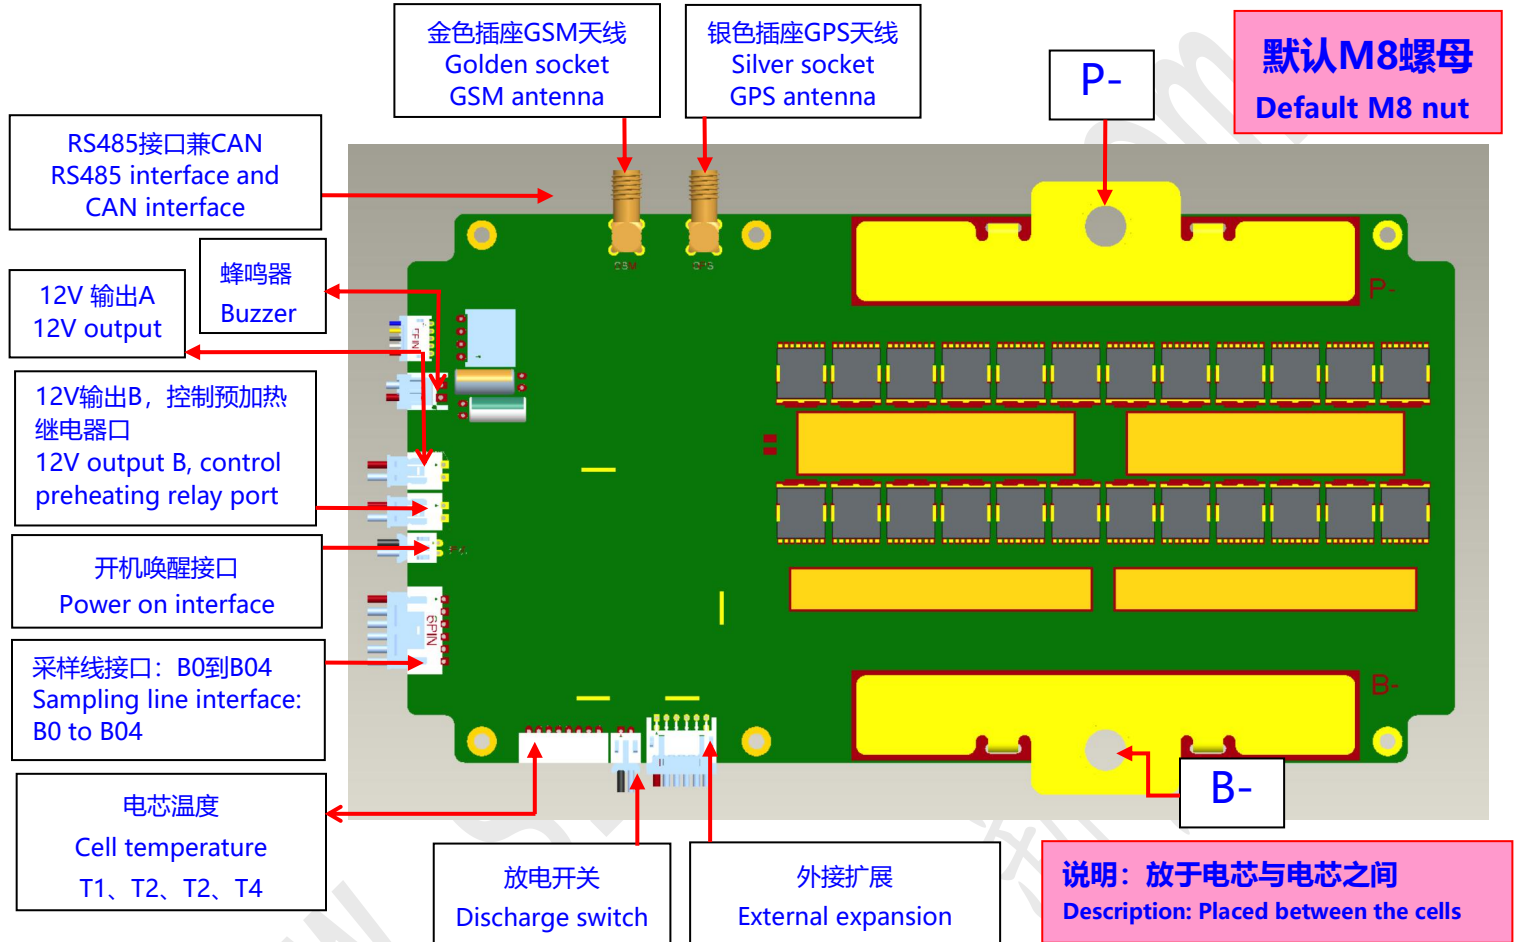 金色插座GSM天线
Golden socket
GSM antenna
银色插座GPS天线
Silver socket
GPS antenna
P-
默认M8螺母
Default M8 nut
RS485接口兼CAN
RS485 interface and
CAN interface
蜂鸣器
Buzzer
12V 输出A
12V output
12V输出B，控制预加热
继电器口
12V output B, control
preheating relay port
开机唤醒接口
Power on interface
采样线接口：B0到B04
Sampling line interface:
B0 to B04
电芯温度
Cell temperature
T1、T2、T2、T4
放电开关
Discharge switch
外接扩展
External expansion
B-
说明：放于电芯与电芯之间
Description: Placed between the cells
GSM
GPS
P-
6PIN
B-